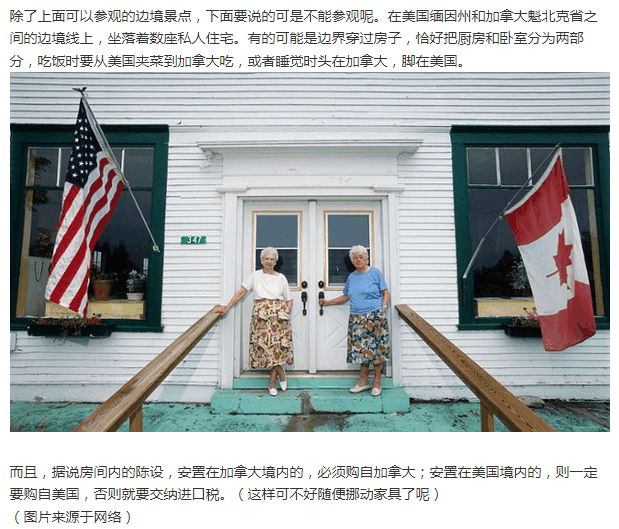 除了上面可以参观的边境景点，下面要说的可是不能参观呢。在美国缅因州和加拿大魁北克省之
间的边境线上，坐落着数座私人住宅。有的可能是边界穿过房子，恰好把厨房和卧室分为两部
分，吃饭时要从美国夹菜到加拿大吃，或者睡觉时头在加拿大，脚在美国。
347
而且，据说房间内的陈设，安置在加拿大境内的，必须购自加拿大；安置在美国境内的，则一定
要购自美国，否则就要交纳进口税。（这样可不好随便挪动家具了呢）
（图片来源于网络）